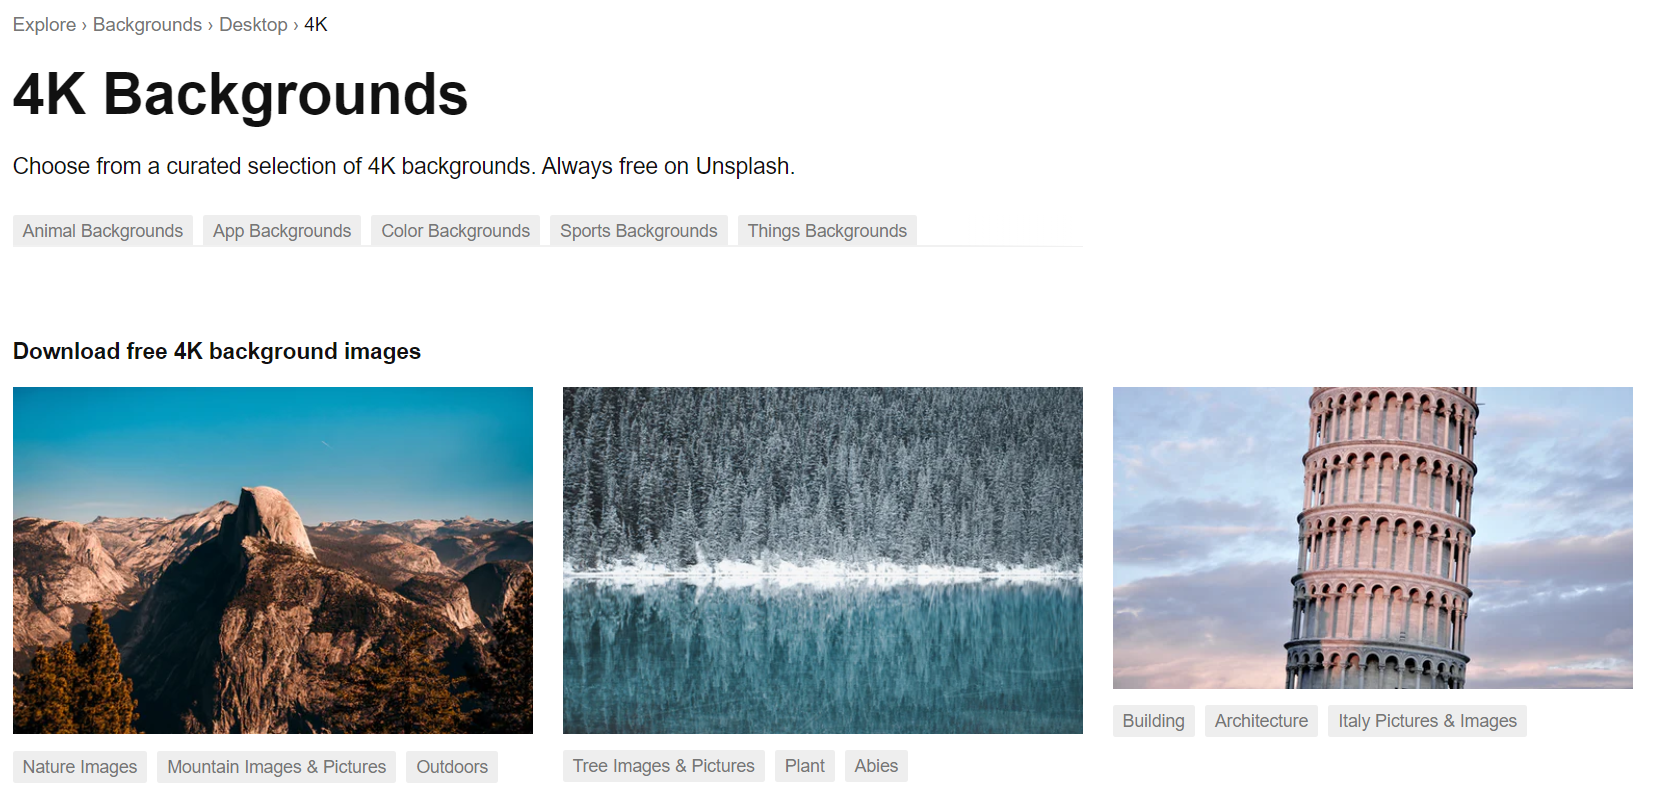 Explore › Backgrounds › Desktop › 4K
4K Backgrounds
Choose from a curated selection of 4K backgrounds. Always free on Unsplash.
Animal Backgrounds App Backgrounds Color Backgrounds Sports Backgrounds Things Backgrounds
Download free 4K background images
Building Architecture Italy Pictures & Images
Nature Images Mountain Images & Pictures Outdoors
Tree Images & Pictures Plant Abies